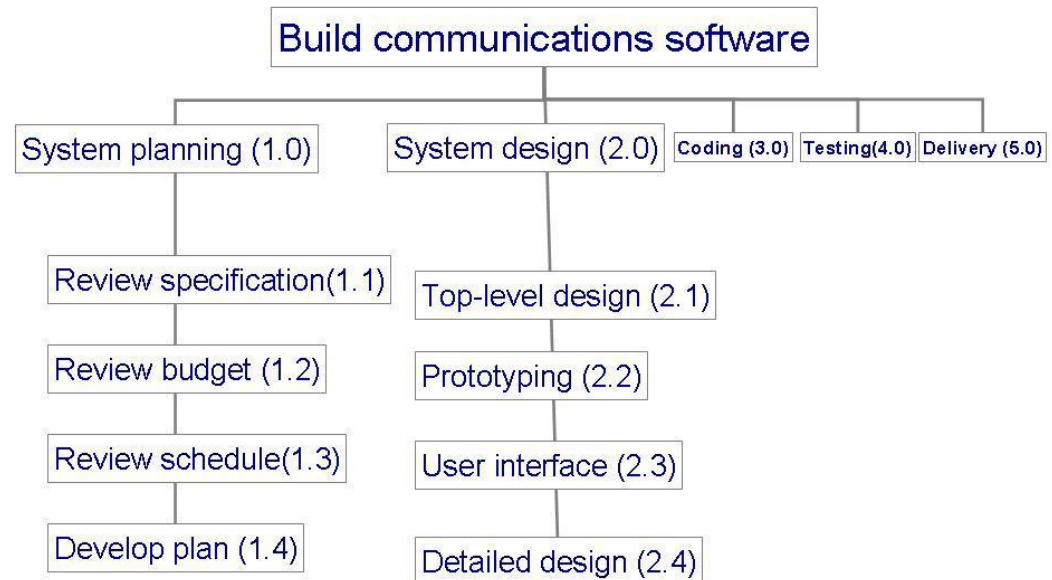 Build communications software
System planning (1.0)
System design (2.0)
Coding (3.0)
Testing(4.0)
Delivery (5.0)
Review specification(1.1)
Review budget (1.2)
Review schedule(1.3)
Develop plan (1.4)
Top-level design (2.1)
Prototyping (2.2)
User interface (2.3)
Detailed design (2.4)